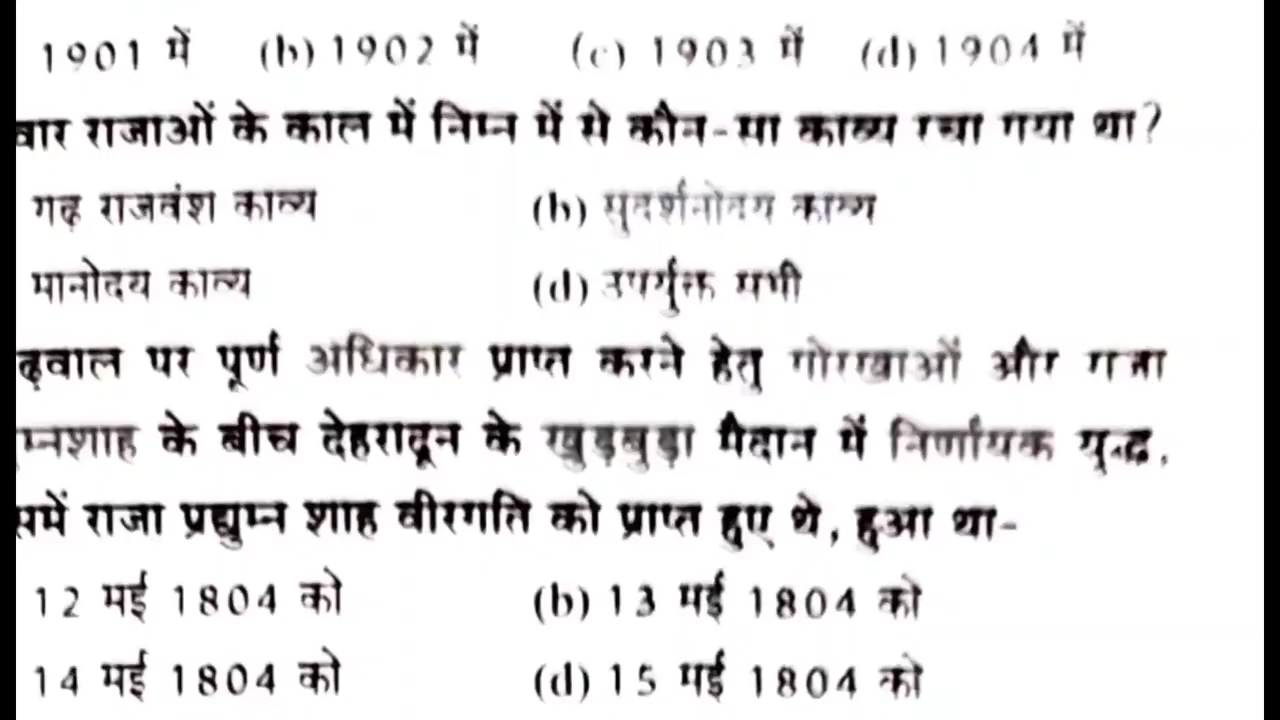 1901 में (b) 1902 में (c) 1903 में (d) 1904 में
वार राजाओं के काल में निम्न में से कौन-सा काव्य रचा गया था?
गढ़ राजवंश काव्य (b) सुदर्शनोदय काव्य
मानोदय काव्य (d) उपर्युक्त सभी
ढ़वाल पर पूर्ण अधिकार प्राप्त करने हेतु गोरखाओं और राजा
म्नशाह के बीच देहरादून के खुड़बुड़ा मैदान में निर्णायक युद्ध,
समें राजा प्रद्युम्न शाह वीरगति को प्राप्त हुए थे, हुआ था-
12 मई 1804 को (b) 13 मई 1804 को
14 मई 1804 को (d) 15 मई 1804 को